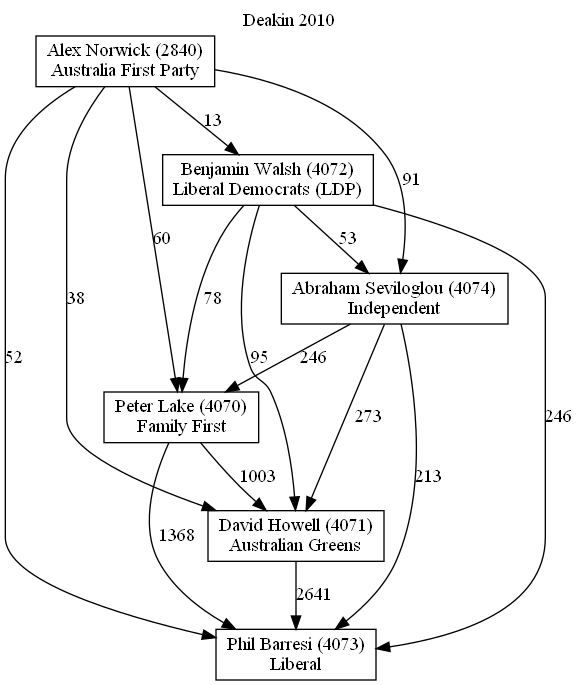 Deakin 2010
Alex Norwick (2840)
Australia First Party
13
Benjamin Walsh (4072)
Liberal Democrats (LDP)
91
60
53
Abraham Seviloglou (4074)
Independent
38
78
52
95
246
246
Peter Lake (4070)
Family First
273
213
1003
David Howell (4071)
Australian Greens
1368
2641
Phil Barresi (4073)
Liberal